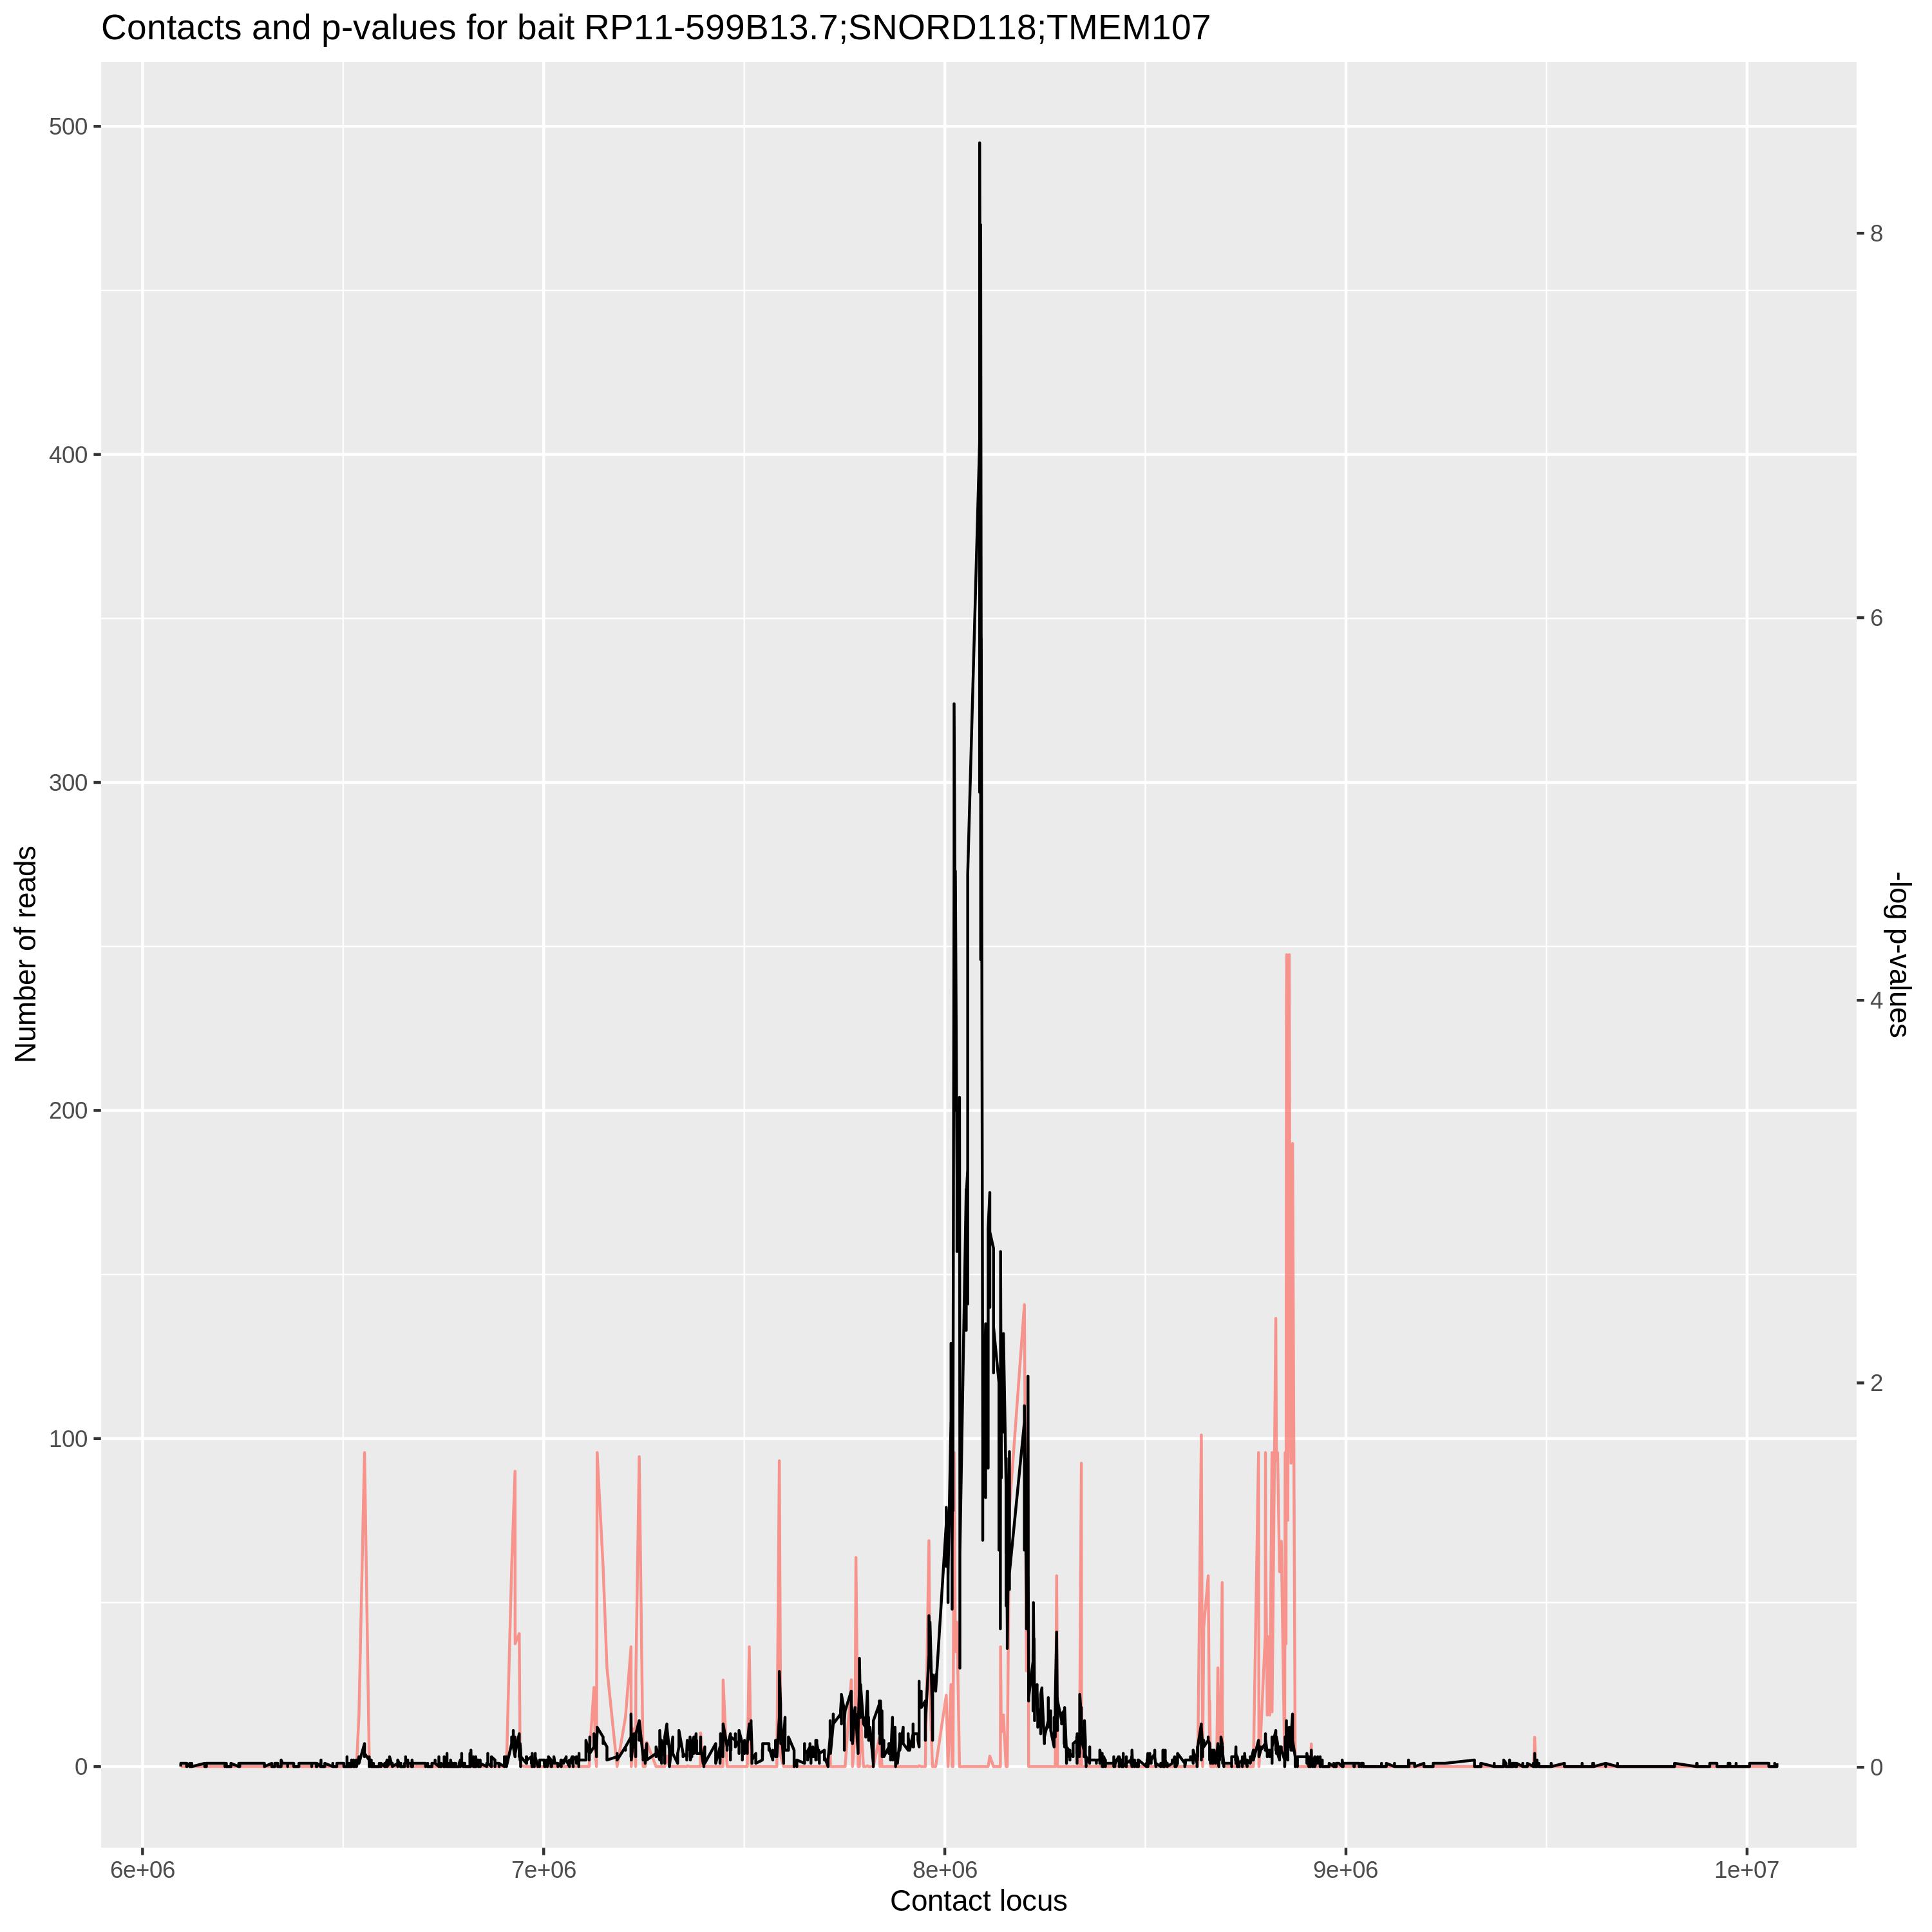 Contacts and p-values for bait RP11-599B13.7;SNORD118;TMEM107
500
400
300
200
100
0
Number of reads
8
6
4
2
0
-log p-values
6e+06
7e+06
8e+06
9e+06
1e+07
Contact locus